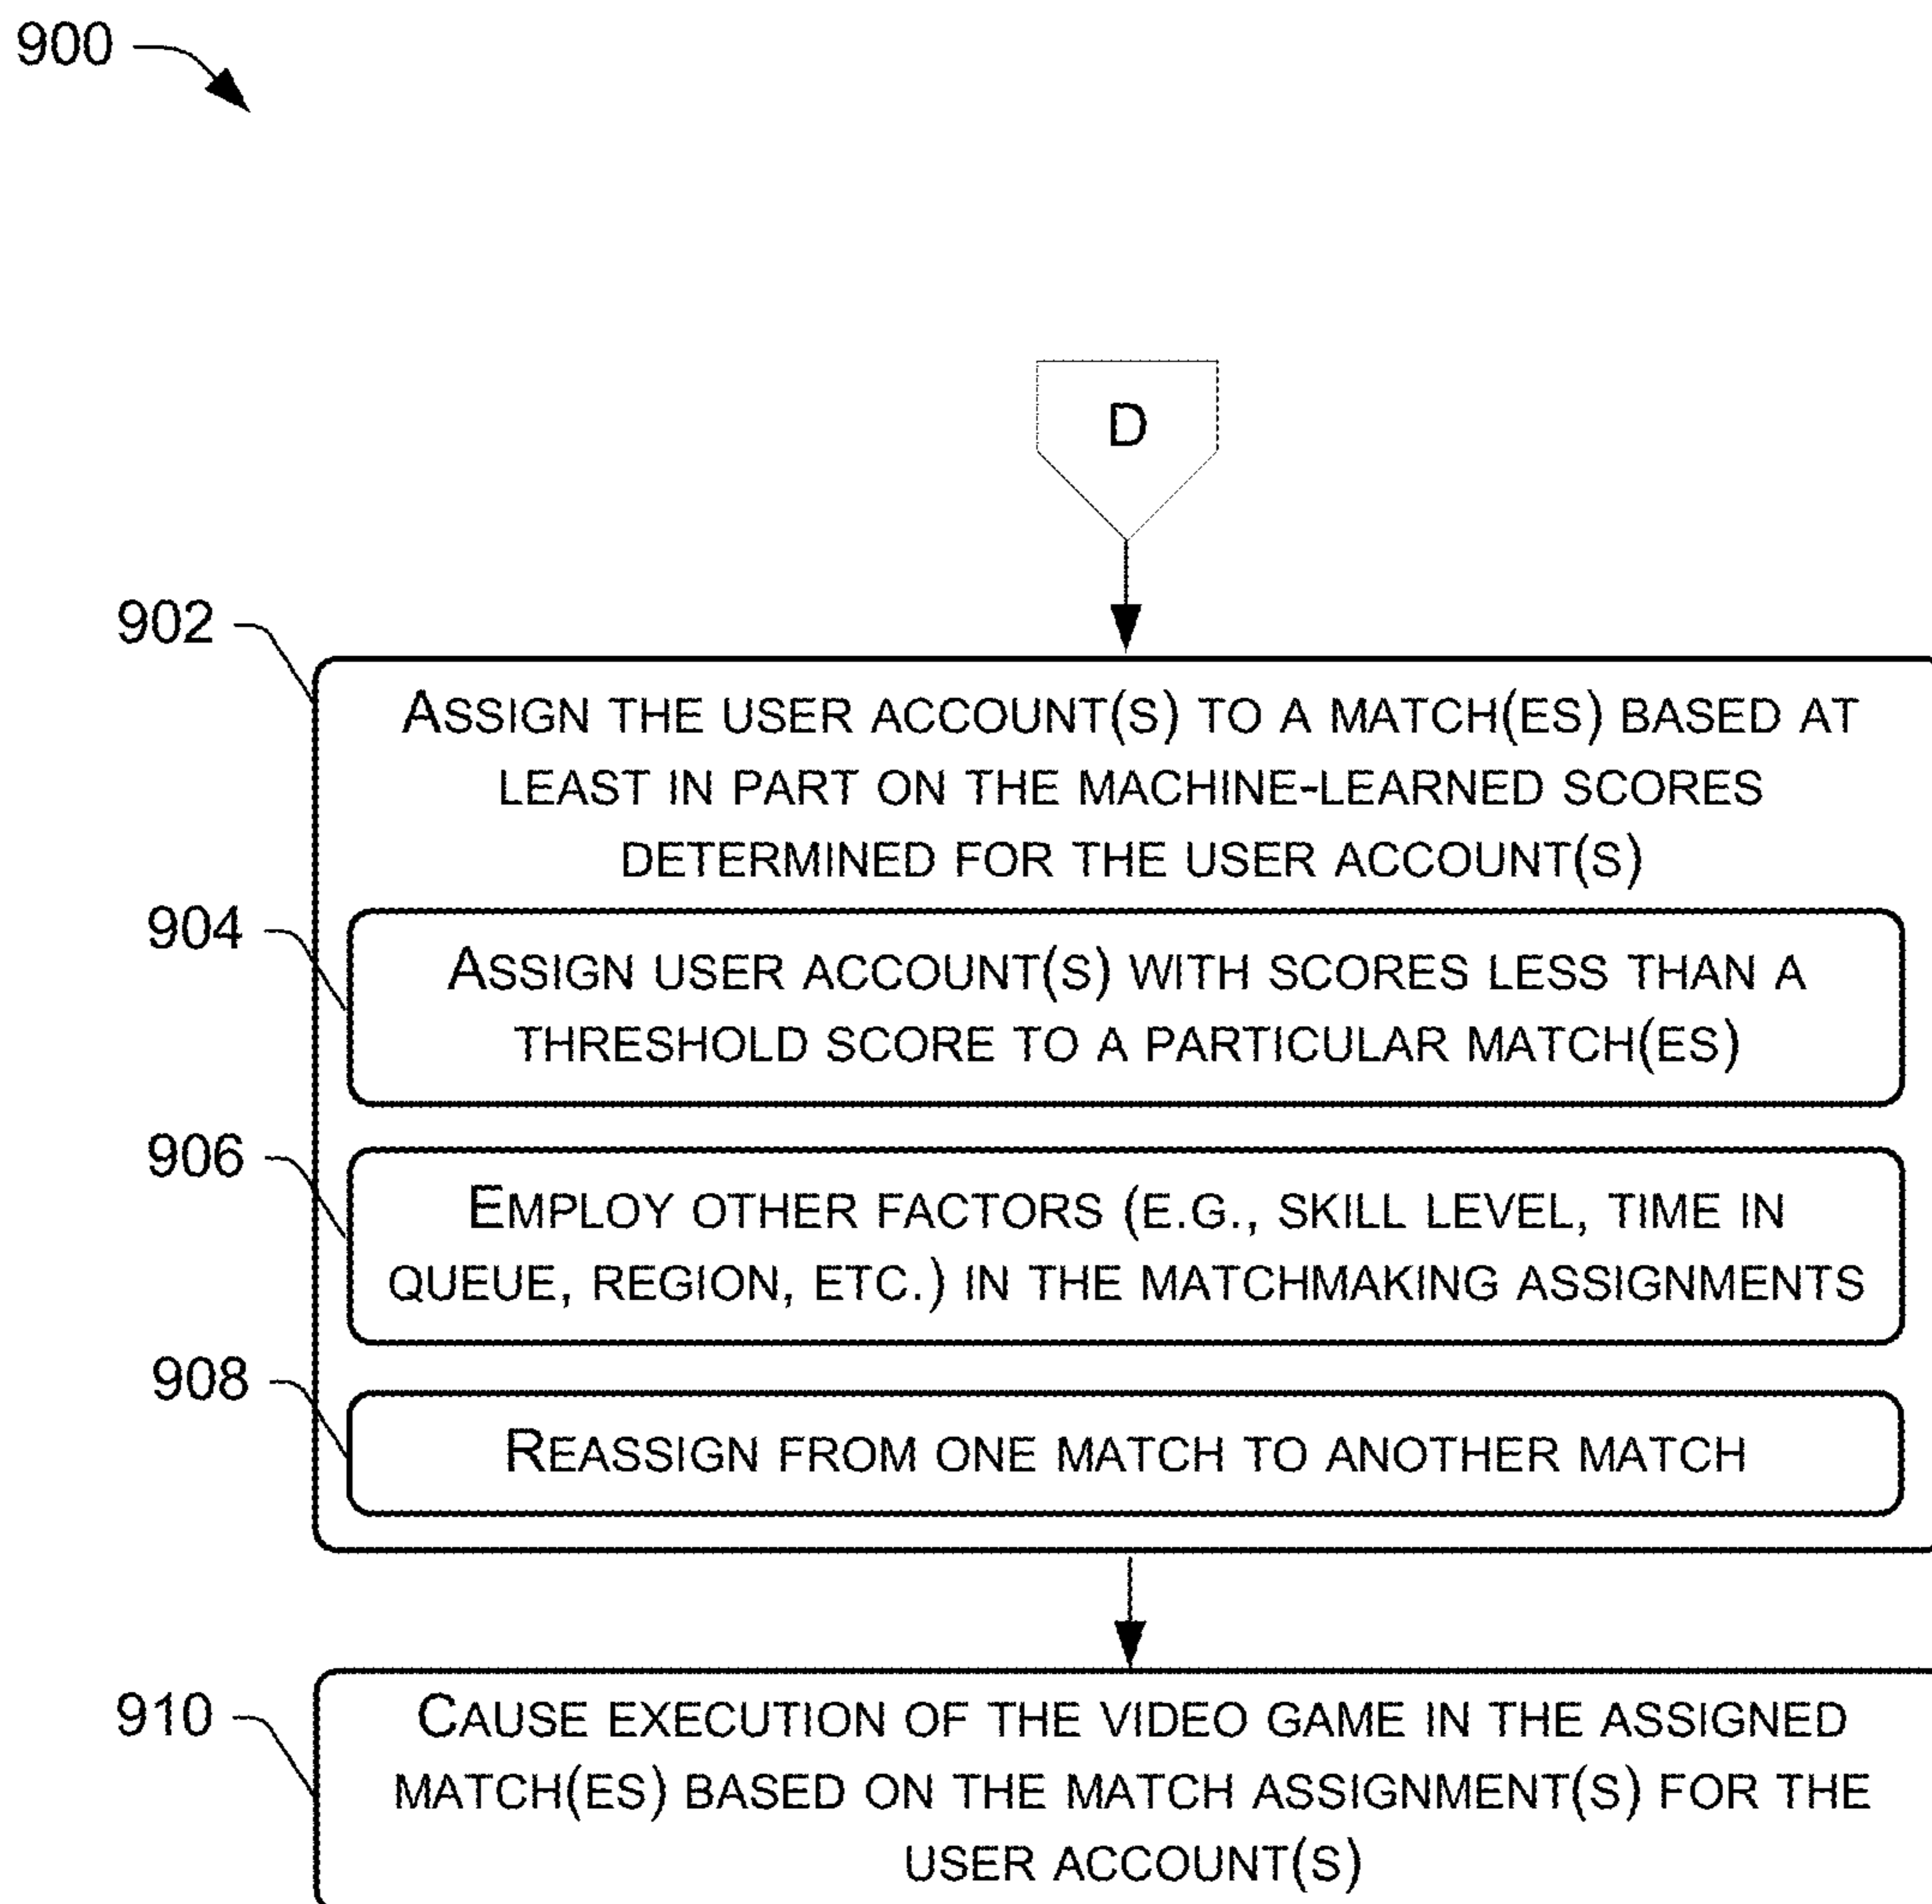 900
D
902
ASSIGN THE USER ACCOUNT(S) TO A MATCH(ES) BASED AT
LEAST IN PART ON THE MACHINE-LEARNED SCORES
DETERMINED FOR THE USER ACCOUNT(S)
904
ASSIGN USER ACCOUNT(S) WITH SCORES LESS THAN A
THRESHOLD SCORE TO A PARTICULAR MATCH(ES)
906
EMPLOY OTHER FACTORS (E.G., SKILL LEVEL, TIME IN
QUEUE, REGION, ETC.) IN THE MATCHMAKING ASSIGNMENTS
908
REASSIGN FROM ONE MATCH TO ANOTHER MATCH
910
CAUSE EXECUTION OF THE VIDEO GAME IN THE ASSIGNED
MATCH(ES) BASED ON THE MATCH ASSIGNMENT(S) FOR THE
USER ACCOUNT(S)